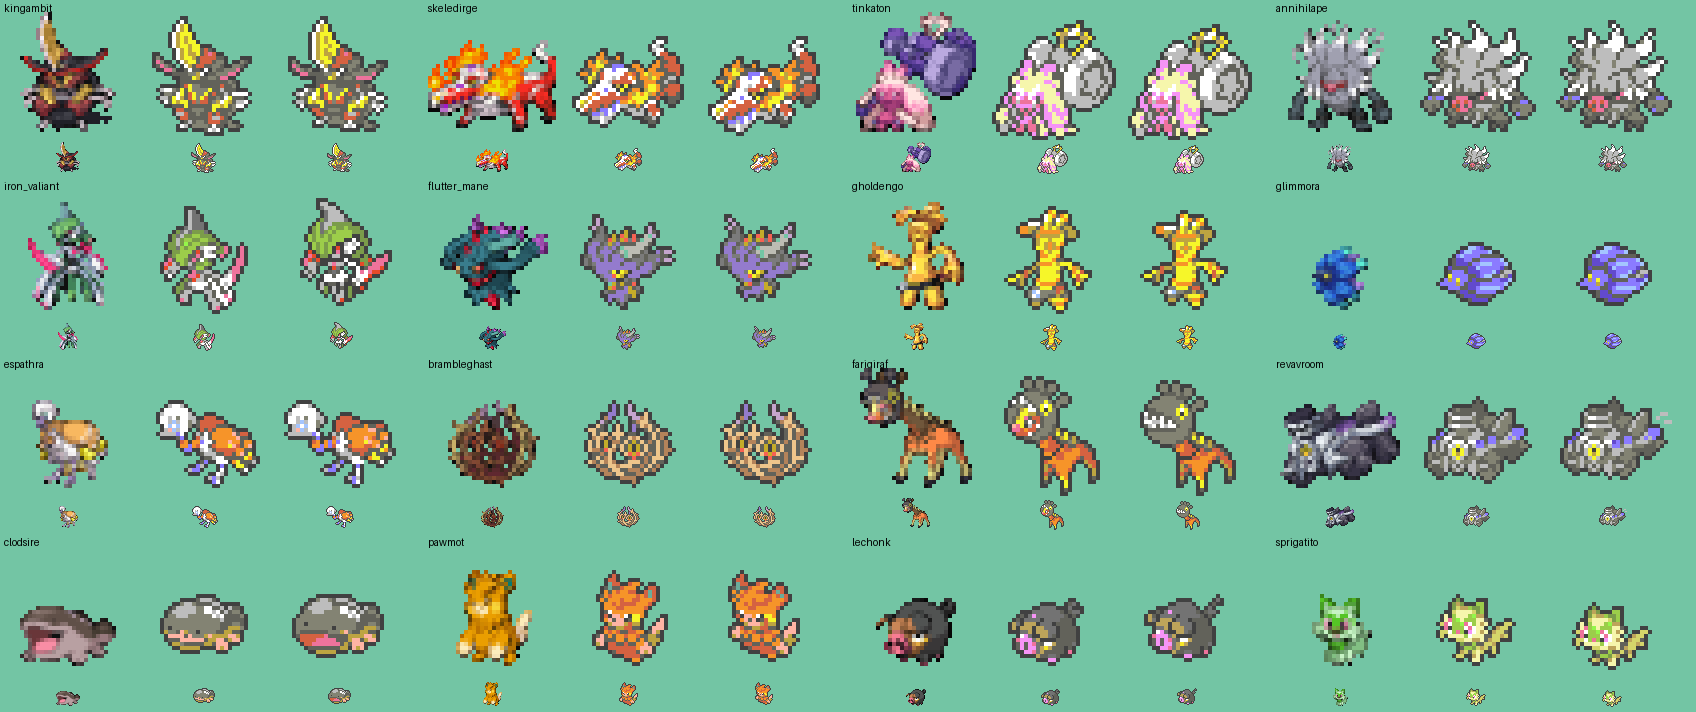 kingambit
skeledirge
tinkaton
annihilape
iron_valiant
flutter_mane
gholdengo
glimmora
espathra
brambleghast
farigiraf
revavroom
clodsire
pawmot
lechonk
sprigatito